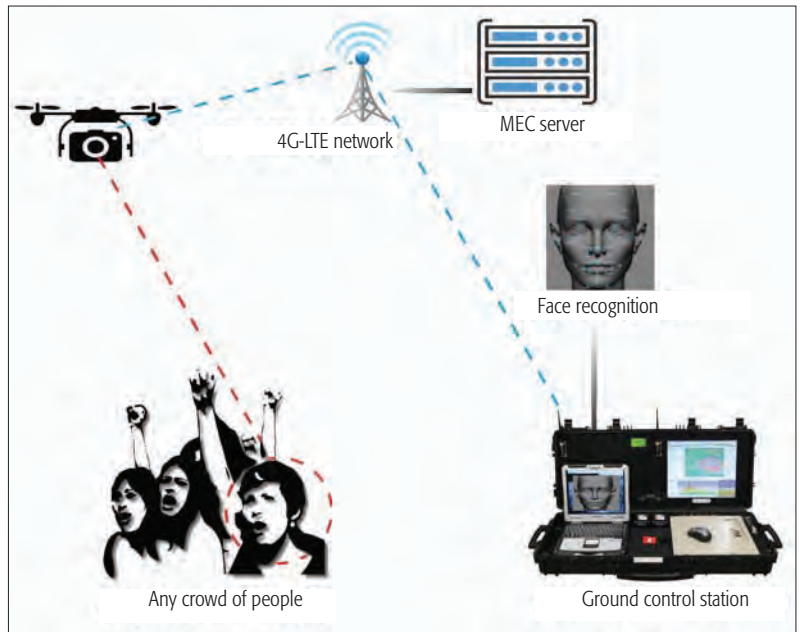 4G-LTE network
MEC server
Face recognition
Any crowd of people
Ground control station